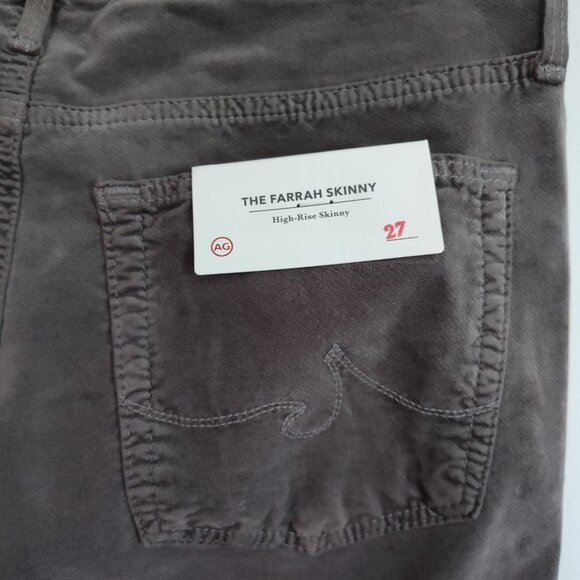 THE FARRAH SKINNY
High-Rise Skinny
AG
27